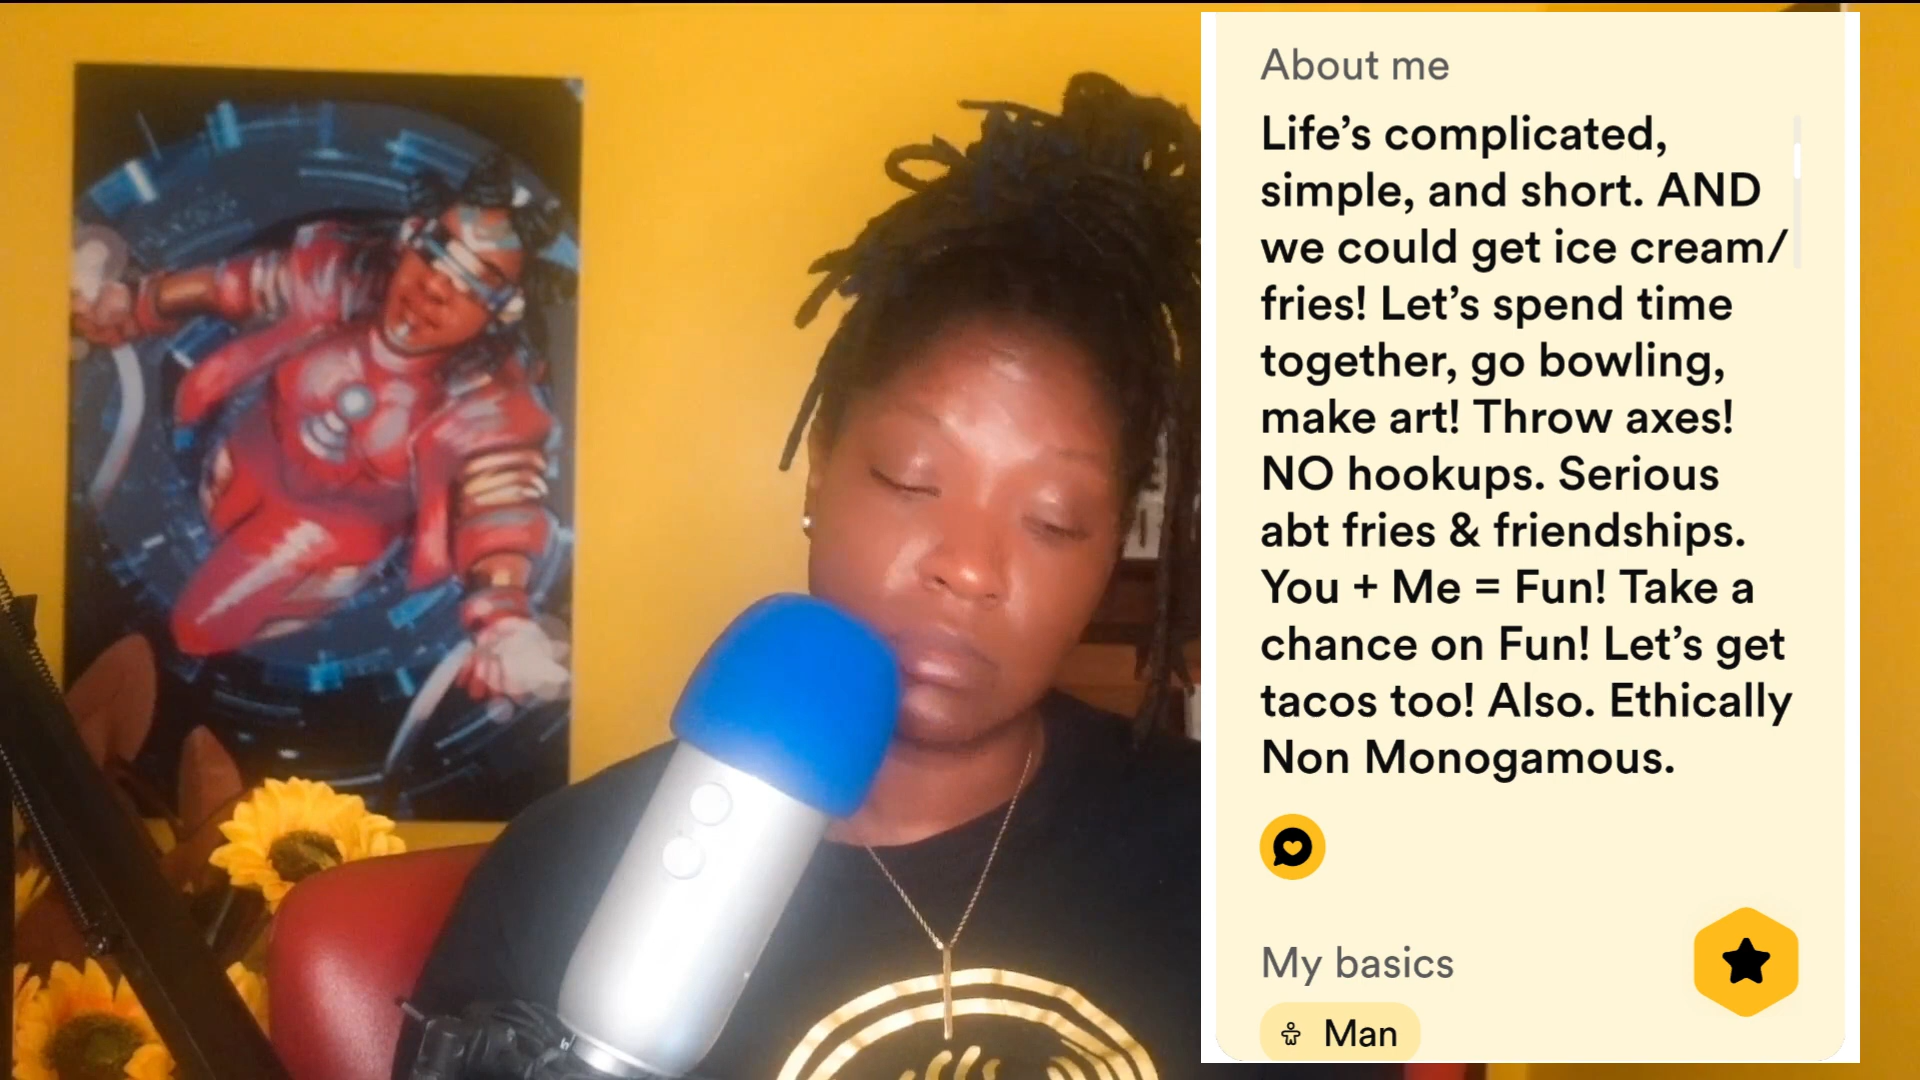 About me
Life’s complicated,
simple, and short. AND
we could get ice cream/
fries! Let’s spend time
together, go bowling,
make art! Throw axes!
NO hookups. Serious
abt fries & friendships.
You + Me = Fun! Take a
chance on Fun! Let’s get
tacos too! Also. Ethically
Non Monogamous.
My basics
Man